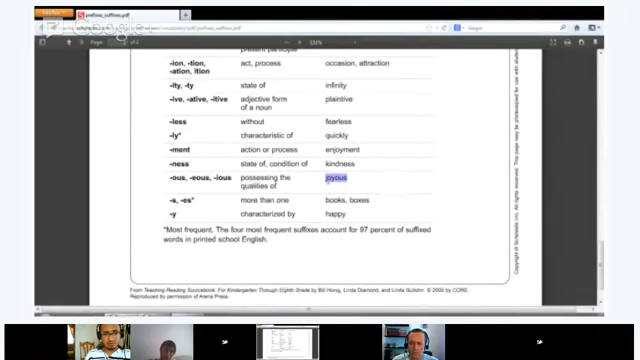 prefixes_suffixes.pdf
present participle
-ion, -tion, act, process occasion, attraction
-ation, ition
-ity, -ty state of infinity
-ive, -ative, -itive adjective form plaintive
of a noun
-less without fearless
-ly* characteristic of quickly
-ment action or process enjoyment
-ness state of, condition of kindness
-ous, -eous, -ious possessing the joyous
qualities of
-s, -es* more than one books, boxes
-y characterized by happy
*Most frequent. The four most frequent suffixes account for 97 percent of suffixed
words in printed school English.
From Teaching Reading Sourcebook For Kindergarten Through Eighth Grade by Bill Honig, Linda Diamond, and Linda Gutlohn. © 2000 by CORE.
Reproduced by permission of Arena Press.
Copyright © Scholastic Inc. All rights reserved. This page may be photocopied for use with